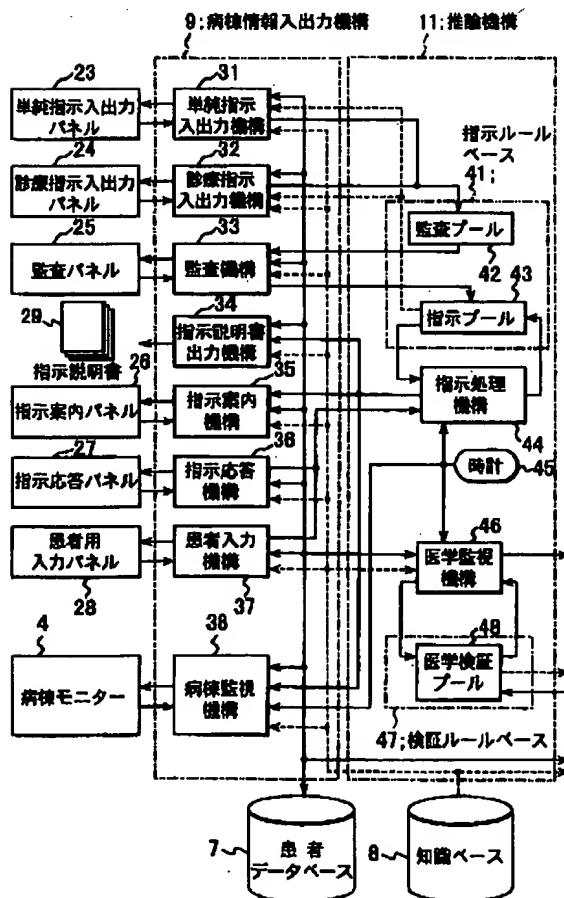 9;病棟情報入出力機構
11;推論機構
23
単純指示入出力
パネル
31
単純指示
入出力機構
指示ルール
ベース
41;
24
診療指示入出力
パネル
32
診療指示
入出力機構
25
監査パネル
33
監査機構
監査プール
42
43
指示プール
29
指示説明書
34
指示説明書
出力機構
26
指示案内パネル
35
指示案内
機構
指示処理
機構
44
27
指示応答パネル
36
指示応答
機構
時計
45
患者用
入力パネル
28
患者入力
機構
37
46
医学監視
機構
4
病棟モニター
38
病棟監視
機構
48
医学検証
プール
47;検証ルールベース
7
患者
データベース
8
知識ベース